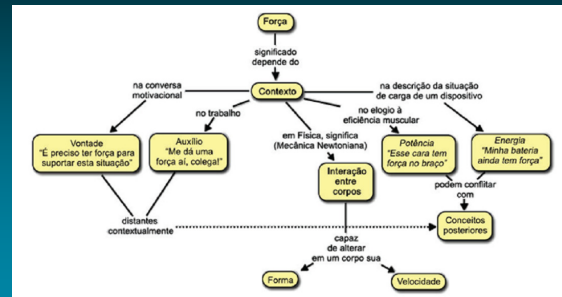 Força
significado
depende do
na conversa
motivacional
Contexto
na descrição da situação
de carga de um dispositivo
no trabalho
no elogio à
eficiência muscular
em Física, significa
(Mecânica Newtoniana)
Vontade
"É preciso ter força para
suportar esta situação"
Auxílio
"Me dá uma
força aí, colega!"
Potência
"Esse cara tem
força no braço"
Energia
"Minha bateria
ainda tem força"
Interação
entre
corpos
podem conflitar
com
distantes
contextualmente
Conceitos
posteriores
capaz
de alterar
em um corpo sua
Forma
Velocidade